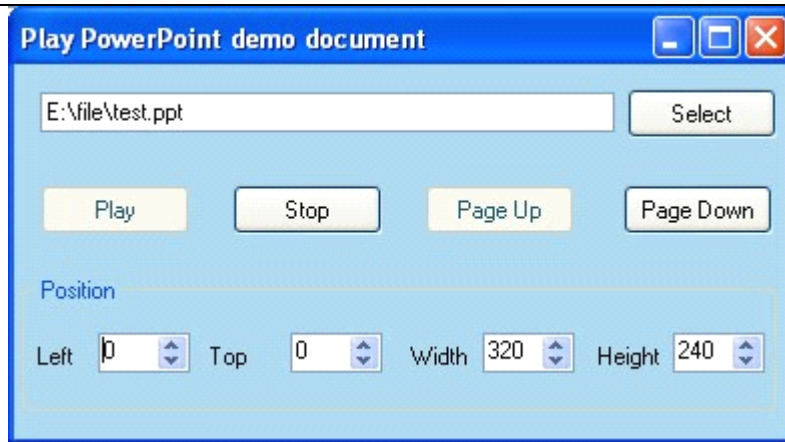 Play PowerPoint demo document
E:\file\test.ppt Select
Play Stop Page Up Page Down
Position
Left 0 Top 0 Width 320 Height 240